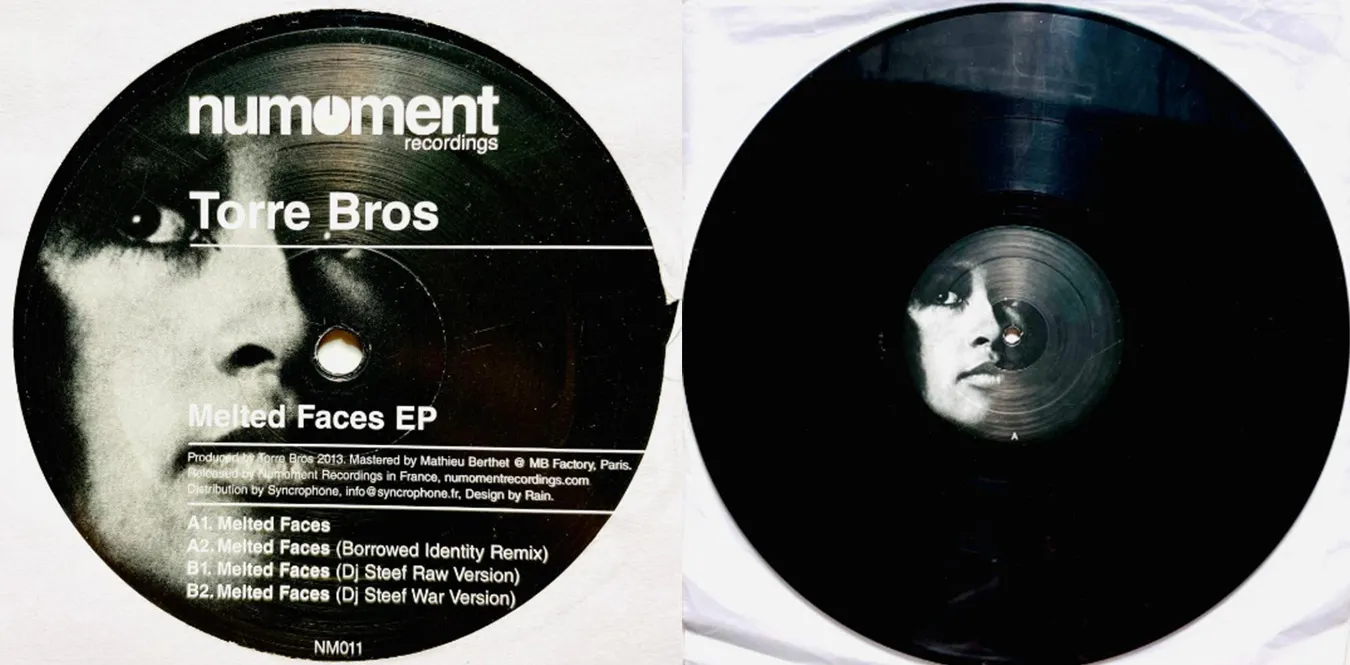 numoment
recordings
Torre Bros
Melted Faces EP
Produced by Torre Bros 2013. Mastered by Mathieu Berthet @ MB Factory, Paris.
Released by Numoment Recordings in France, numomentrecordings.com
Distribution by Syncrophone, info@syncrophone.fr, Design by Rain.
A1. Melted Faces
A2. Melted Faces (Borrowed Identity Remix)
B1. Melted Faces (Dj Steef Raw Version)
B2. Melted Faces (Dj Steef War Version)
NM011
A